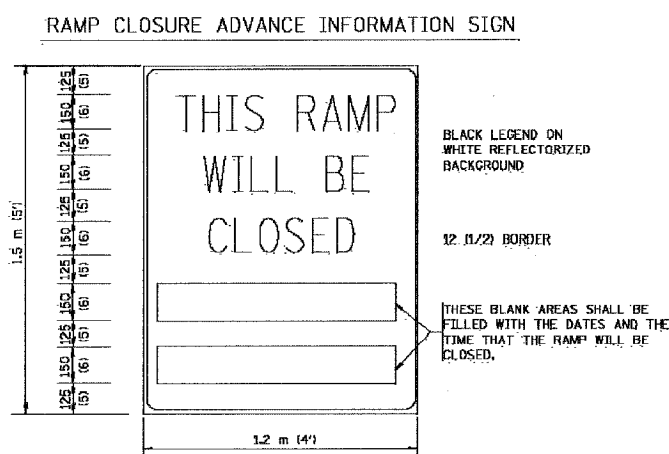 RAMP CLOSURE ADVANCE INFORMATION SIGN
THIS RAMP
WILL BE
CLOSED
BLACK LEGEND ON
WHITE REFLECTORIZED
BACKGROUND
12 (1/2) BORDER
THESE BLANK AREAS SHALL BE
FILLED WITH THE DATES AND THE
TIME THAT THE RAMP WILL BE
CLOSED.
1.5 m (5')
125 (5)
150 (6)
125 (5)
150 (6)
125 (5)
150 (6)
125 (5)
150 (6)
125 (5)
150 (6)
125 (5)
1.2 m (4')